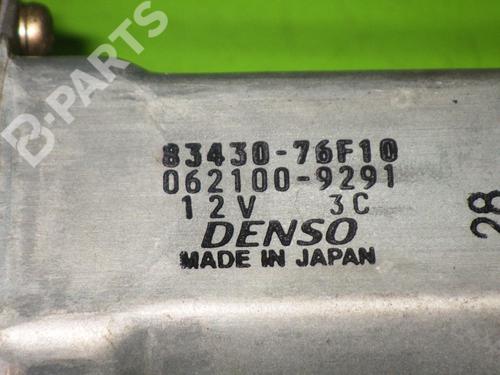 B-PARTS
83430-76F10
062100-9291
12V 3C
DENSO
MADE IN JAPAN
28